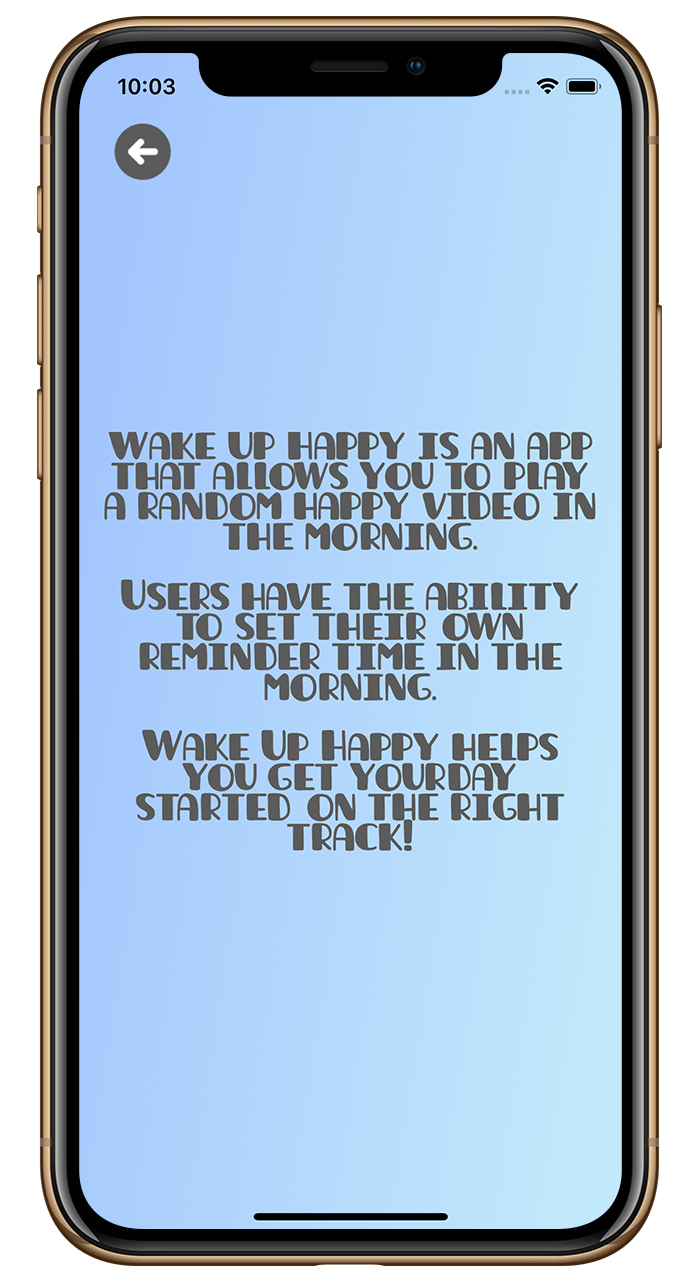 10:03
Wake Up Happy is an app
that allows you to play
a random happy video in
the morning.
Users have the ability
to set their own
reminder time in the
morning.
Wake Up Happy helps
you get yourday
started on the right
track!